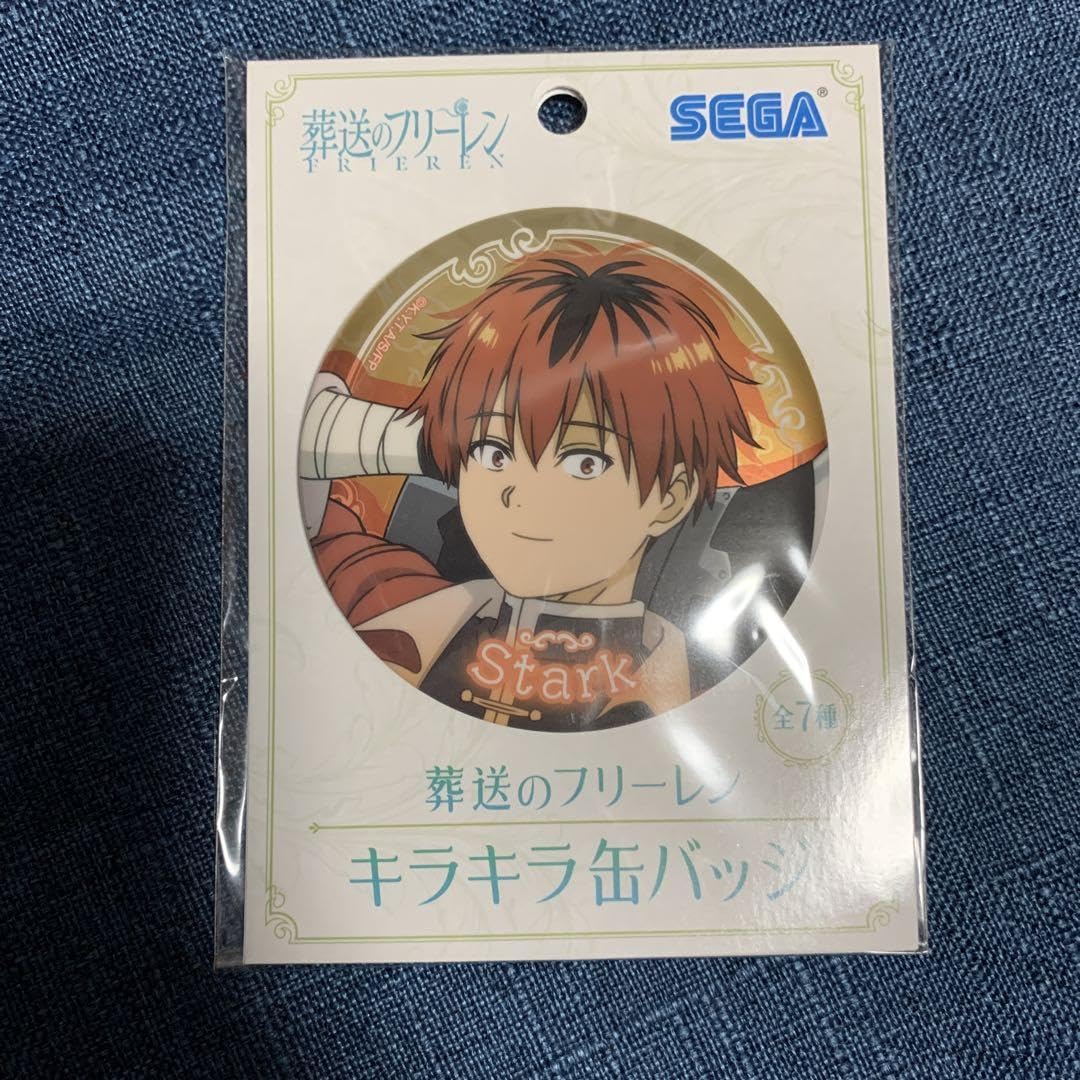 葬送のフリーレン
FRIEREN
SEGA®
©K.Y,T.A/S/FP
Stark
全7種
葬送のフリーレン
キラキラ缶バッジ